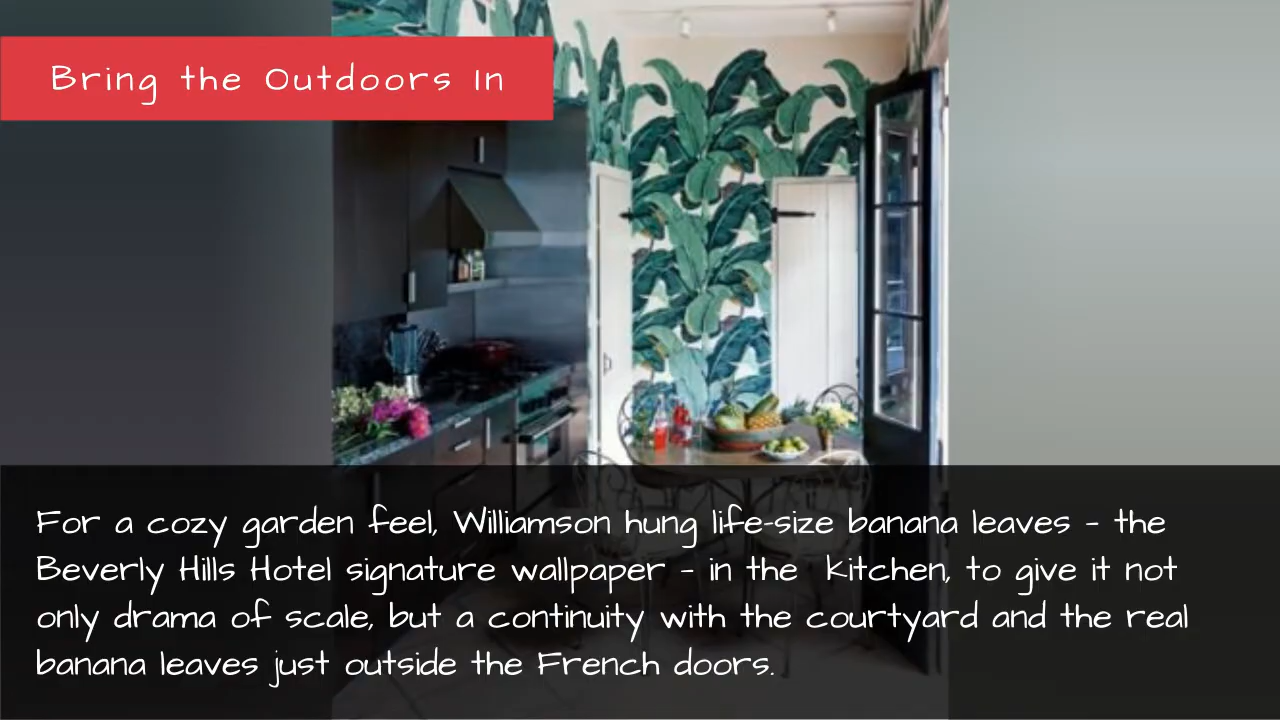 Bring the Outdoors In
For a cozy garden feel, Williamson hung life-size banana leaves - the
Beverly Hills Hotel signature wallpaper - in the  kitchen, to give it not
only drama of scale, but a continuity with the courtyard and the real
banana leaves just outside the French doors.